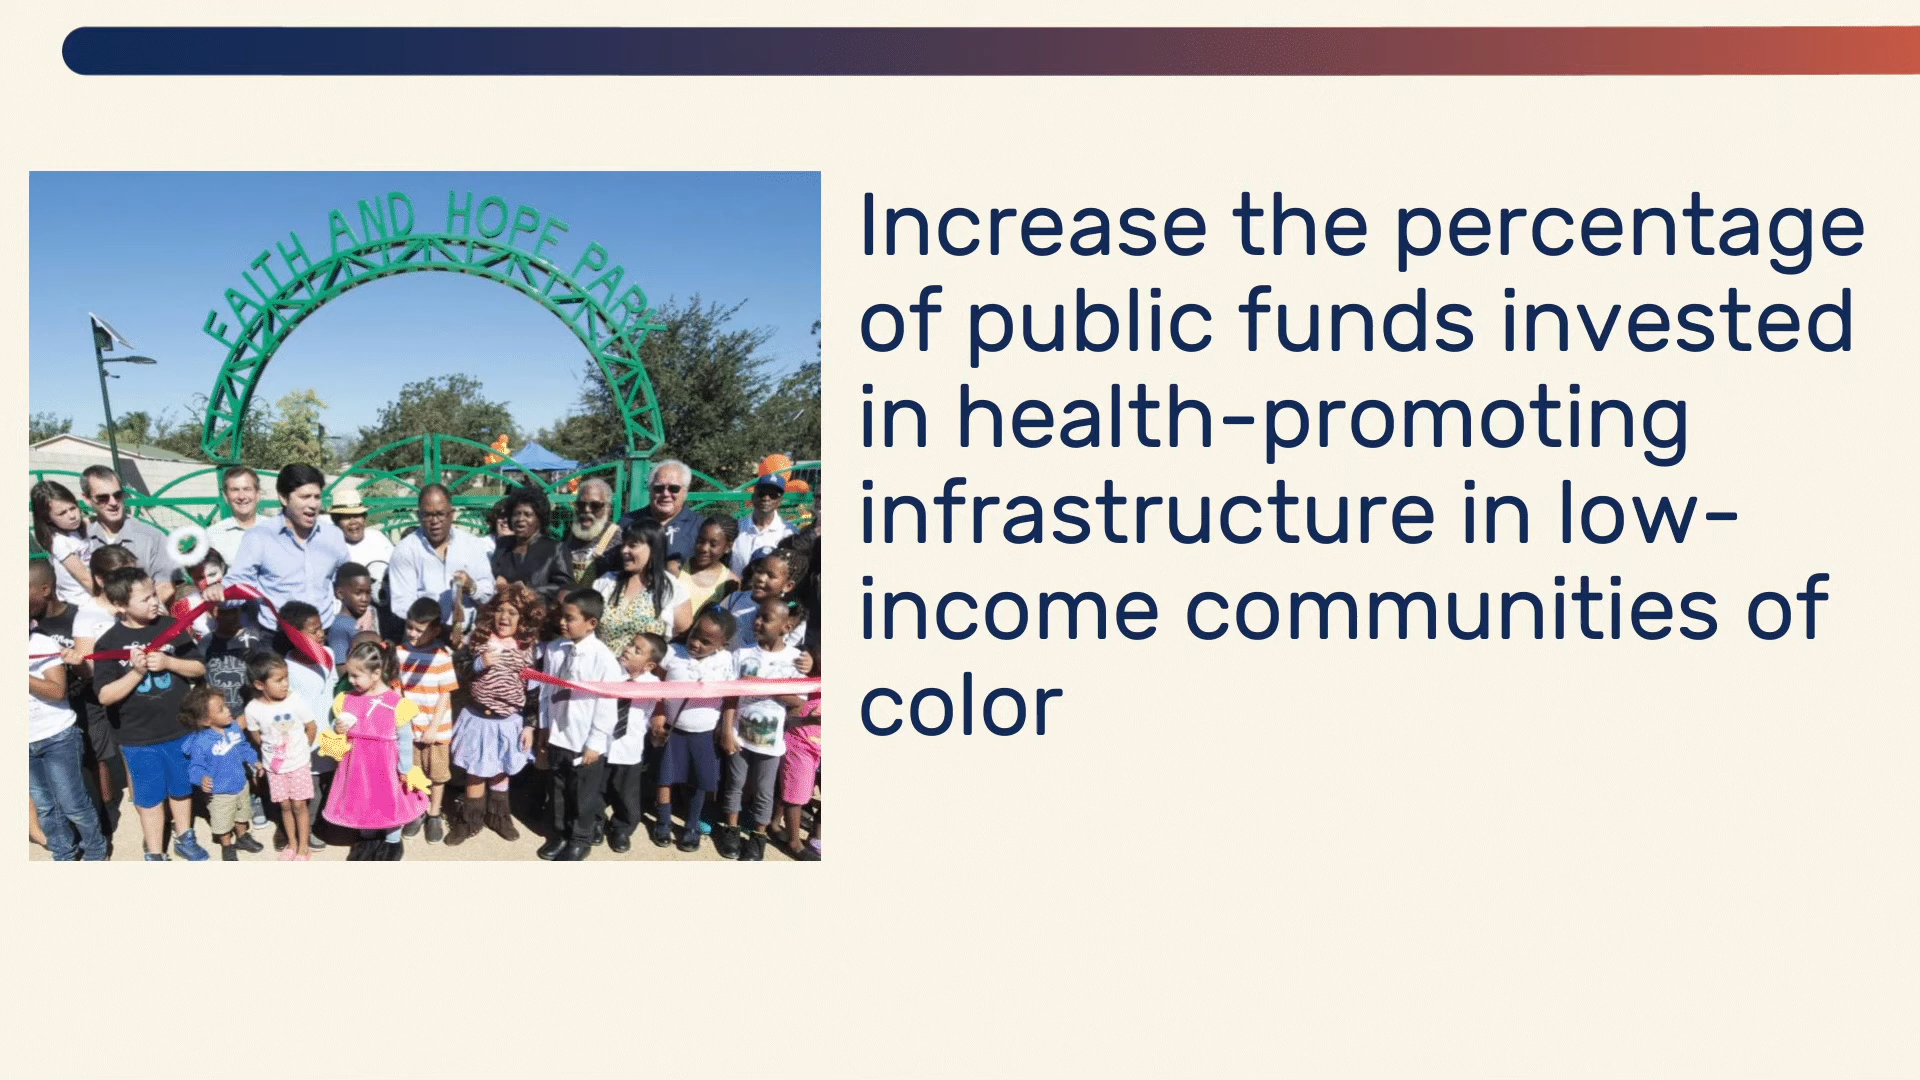 FAITH AND HOPE PARK
Increase the percentage
of public funds invested
in health-promoting
infrastructure in low-
income communities of
color